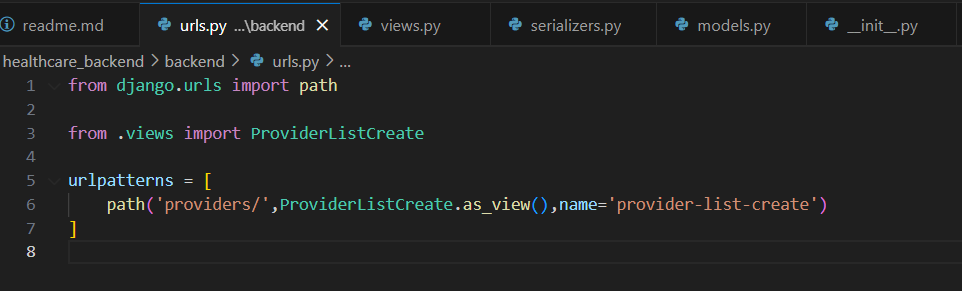 readme.md urls.py ...\backend views.py serializers.py models.py __init__.py
healthcare_backend > backend > urls.py > ...
1 from django.urls import path
2
3 from .views import ProviderListCreate
4
5 urlpatterns = [
6     path('providers/',ProviderListCreate.as_view(),name='provider-list-create')
7 ]
8